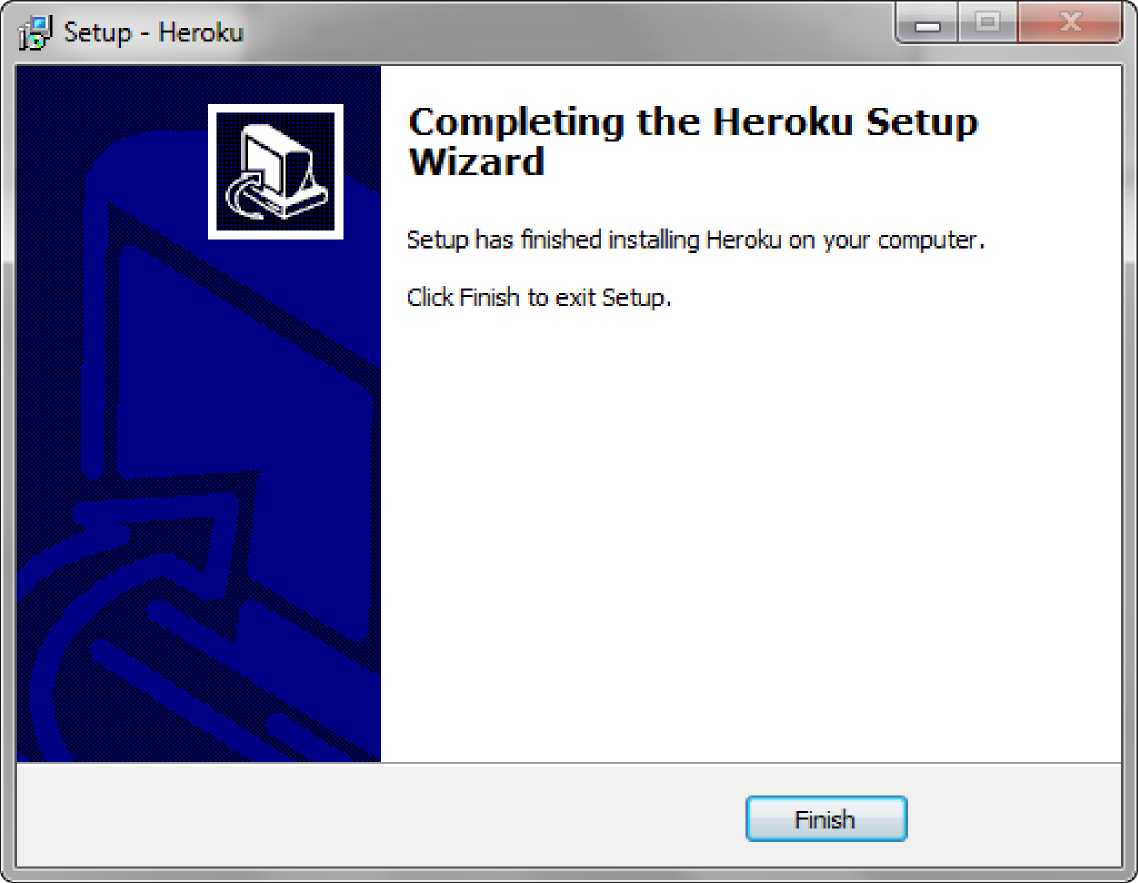 Setup - Heroku
Completing the Heroku Setup
Wizard
Setup has finished installing Heroku on your computer.
Click Finish to exit Setup.
Finish